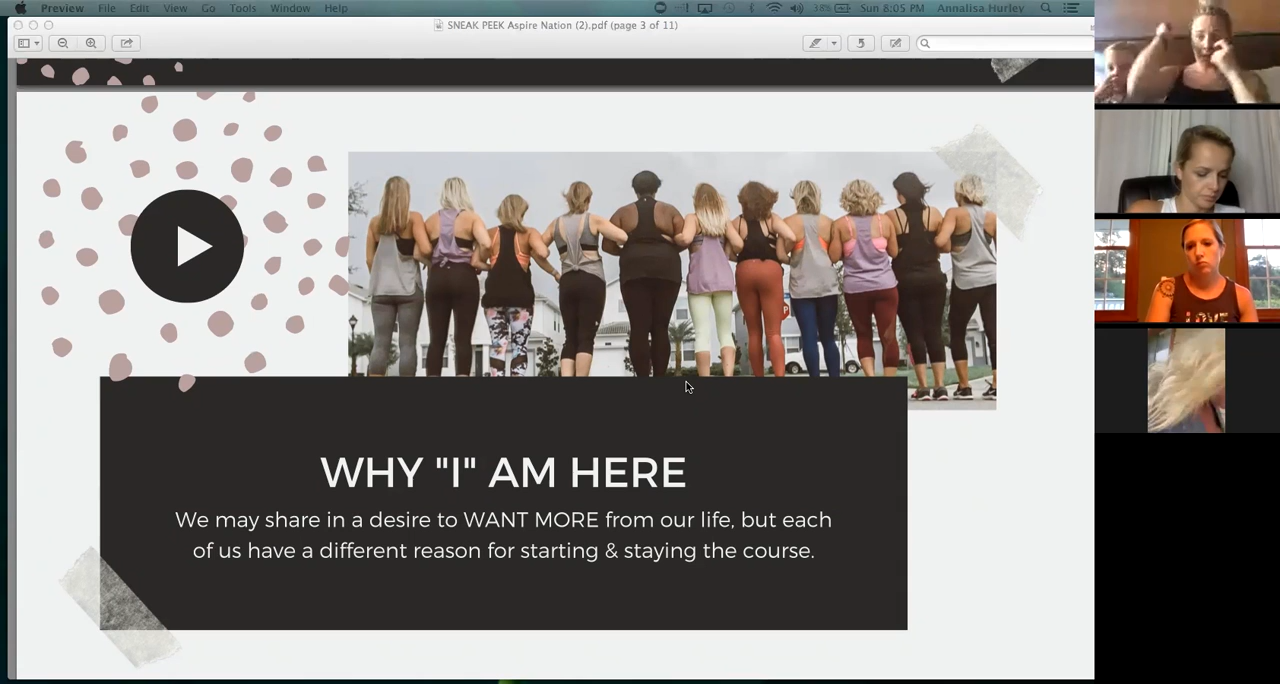 Preview File Edit View Go Tools Window Help 38% Sun 8:05 PM Annalisa Hurley
SNEAK PEEK Aspire Nation (2).pdf (page 3 of 11)
WHY "I" AM HERE
We may share in a desire to WANT MORE from our life, but each
of us have a different reason for starting & staying the course.
LOVE